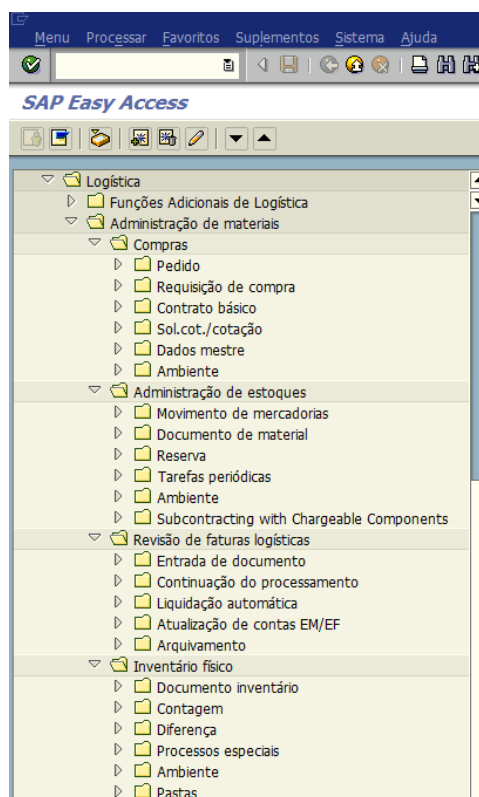 Menu Processar Favoritos Suplementos Sistema Ajuda
SAP Easy Access
Logística
Funções Adicionais de Logística
Administração de materiais
Compras
Pedido
Requisição de compra
Contrato básico
Sol.cot./cotação
Dados mestre
Ambiente
Administração de estoques
Movimento de mercadorias
Documento de material
Reserva
Tarefas periódicas
Ambiente
Subcontracting with Chargeable Components
Revisão de faturas logísticas
Entrada de documento
Continuação do processamento
Liquidação automática
Atualização de contas EM/EF
Arquivamento
Inventário físico
Documento inventário
Contagem
Diferença
Processos especiais
Ambiente
Pastas